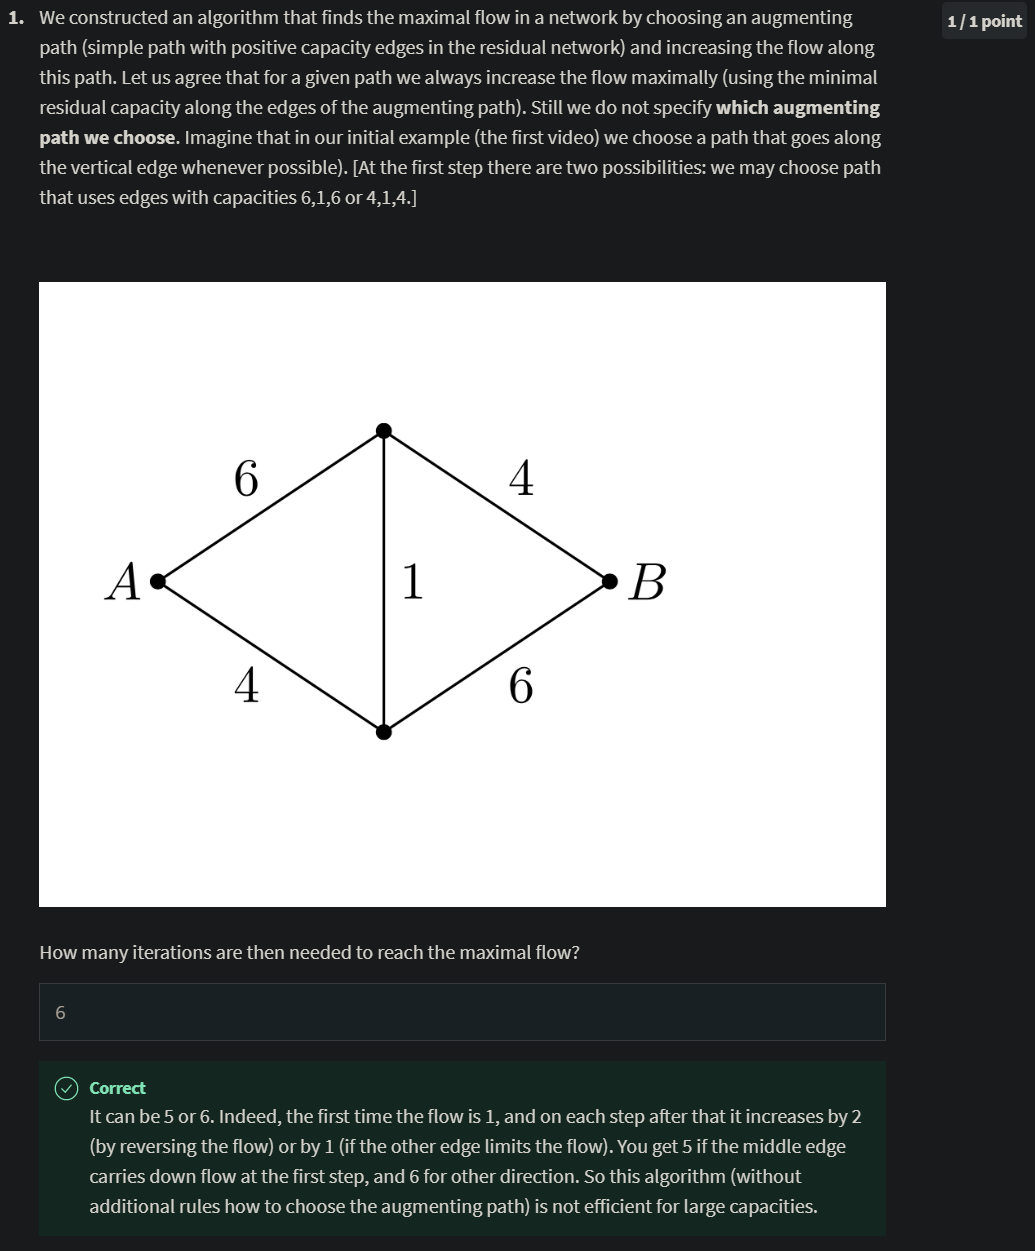 1. We constructed an algorithm that finds the maximal flow in a network by choosing an augmenting
1 / 1 point
path (simple path with positive capacity edges in the residual network) and increasing the flow along
this path. Let us agree that for a given path we always increase the flow maximally (using the minimal
residual capacity along the edges of the augmenting path). Still we do not specify which augmenting
path we choose. Imagine that in our initial example (the first video) we choose a path that goes along
the vertical edge whenever possible). [At the first step there are two possibilities: we may choose path
that uses edges with capacities 6,1,6 or 4,1,4.]
6
4
A
1
B
4
6
How many iterations are then needed to reach the maximal flow?
6
Correct
It can be 5 or 6. Indeed, the first time the flow is 1, and on each step after that it increases by 2
(by reversing the flow) or by 1 (if the other edge limits the flow). You get 5 if the middle edge
carries down flow at the first step, and 6 for other direction. So this algorithm (without
additional rules how to choose the augmenting path) is not efficient for large capacities.